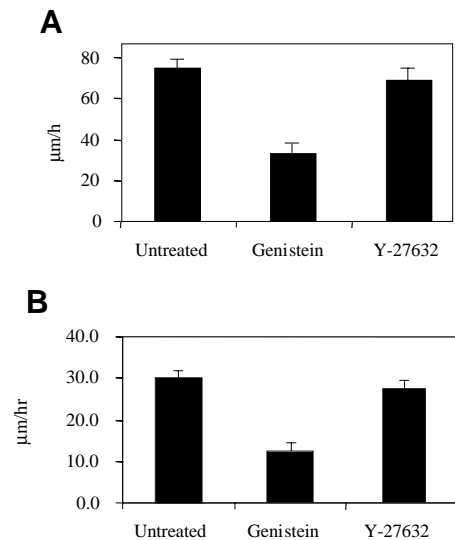 A
80
60
40
20
0
μm/h
Untreated Genistein Y-27632
B
40.0
30.0
20.0
10.0
0.0
μm/hr
Untreated Genistein Y-27632